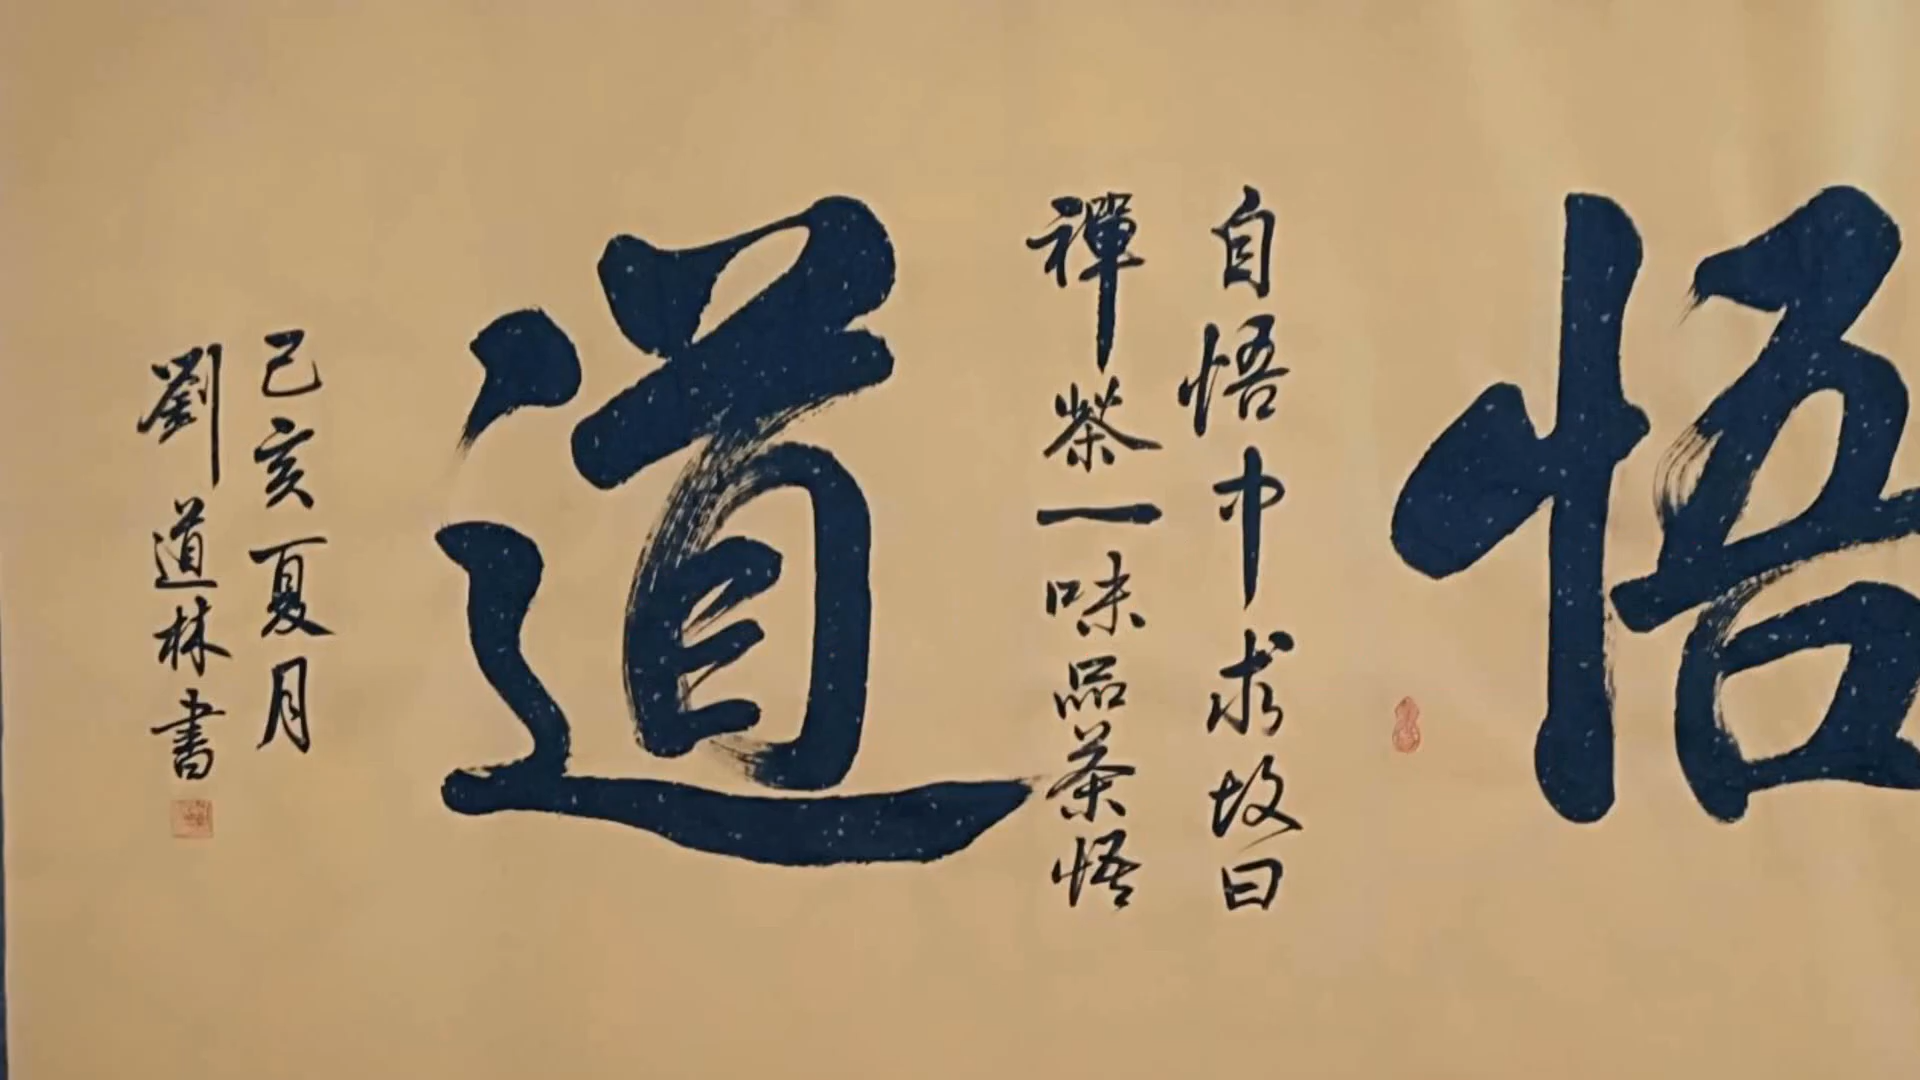 悟
自悟中求故曰
禪茶一味品茶悟
道
己亥夏月
劉道林書